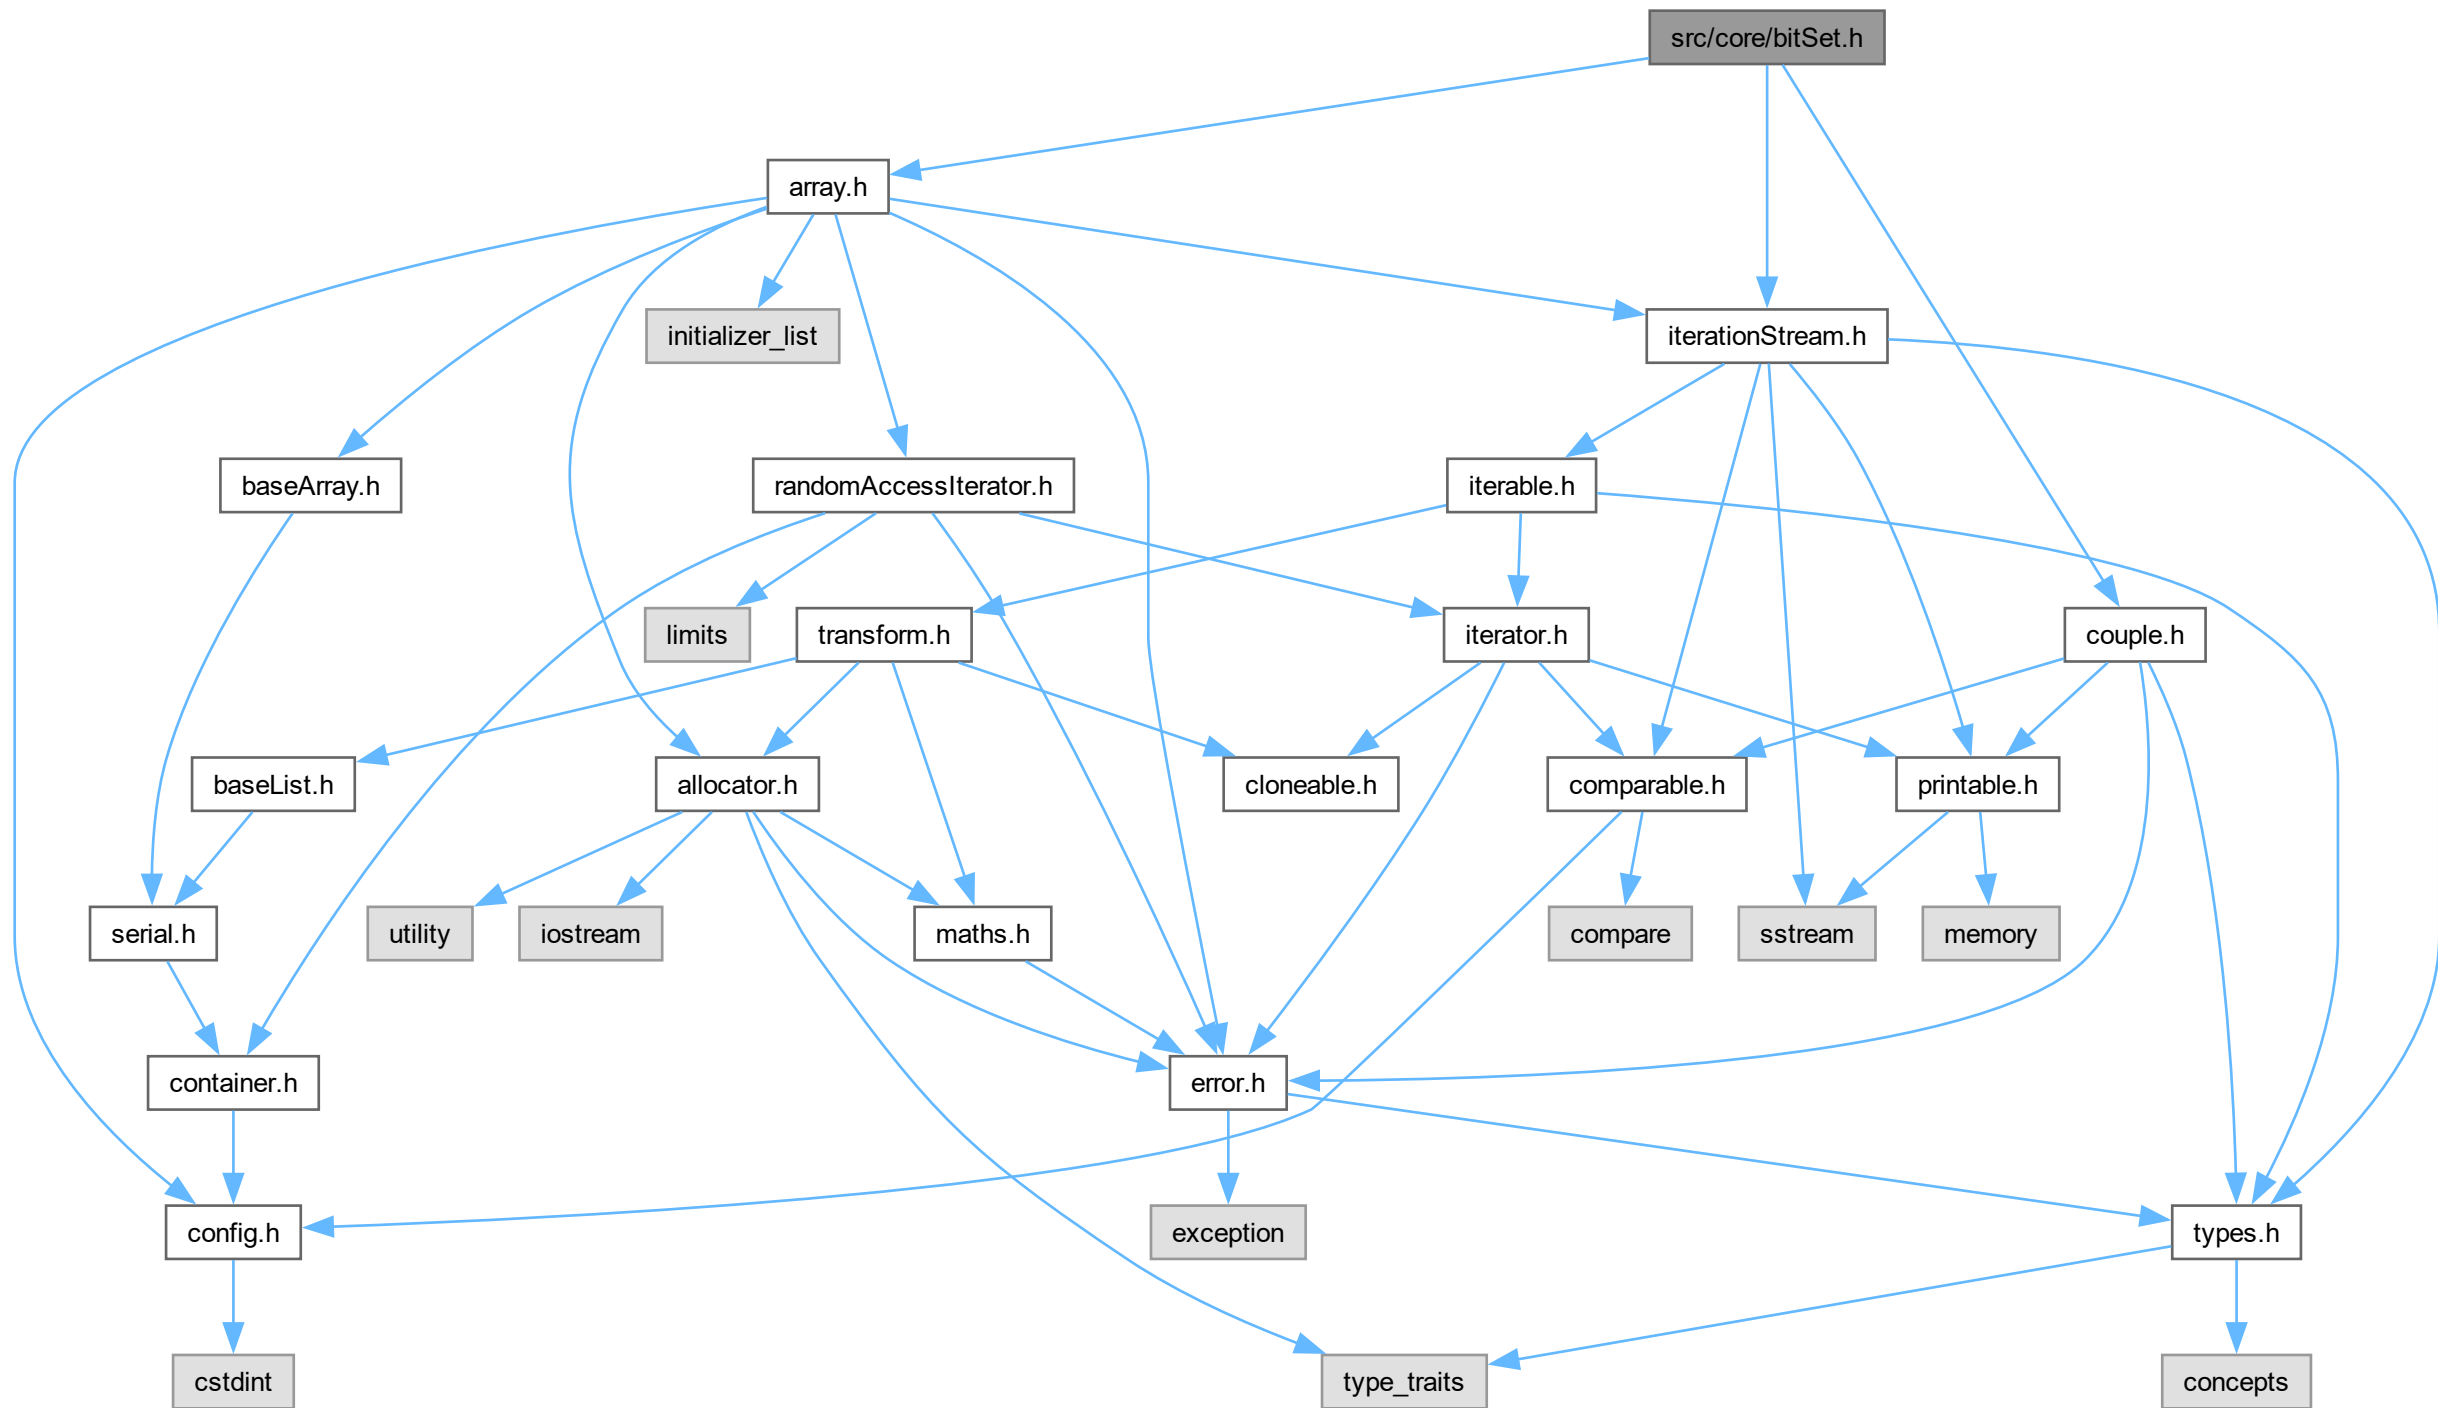 src/core/bitSet.h
array.h
initializer_list
iterationStream.h
baseArray.h
randomAccessIterator.h
iterable.h
limits
transform.h
iterator.h
couple.h
baseList.h
allocator.h
cloneable.h
comparable.h
printable.h
serial.h
utility
iostream
maths.h
compare
sstream
memory
container.h
error.h
config.h
exception
types.h
cstdint
type_traits
concepts